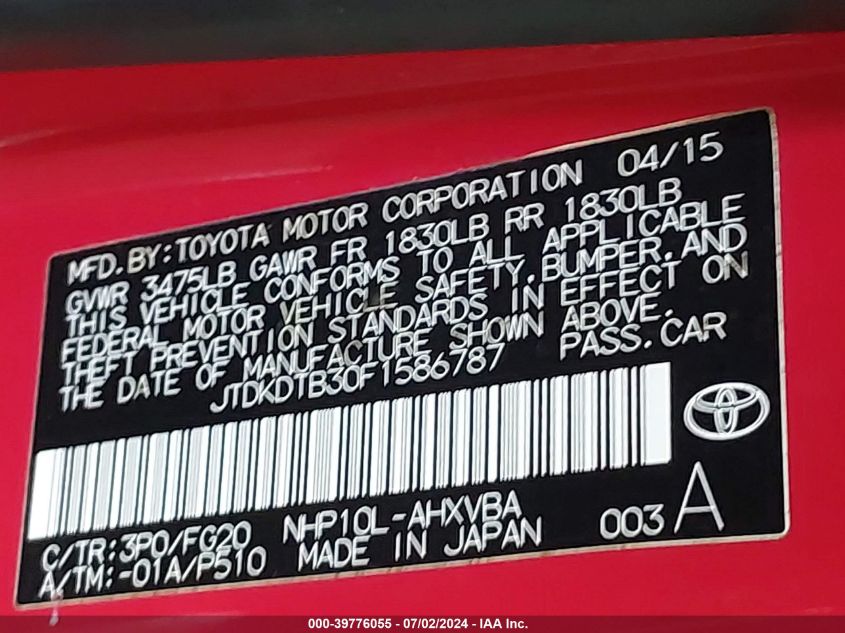 MFD. BY: TOYOTA MOTOR CORPORATION 04/15
GVWR 3475LB GAWR FR 1830LB RR 1830LB
THIS VEHICLE CONFORMS TO ALL APPLICABLE
FEDERAL MOTOR VEHICLE SAFETY, BUMPER, AND
THEFT PREVENTION STANDARDS IN EFFECT ON
THE DATE OF MANUFACTURE SHOWN ABOVE.
JTDKDTB30F1586787 PASS. CAR
C/TR: 3P0/FG20 NHP10L-AHXVBA
A/TM: -01A/P510 MADE IN JAPAN 003 A
000-39776055 - 07/02/2024 - IAA Inc.